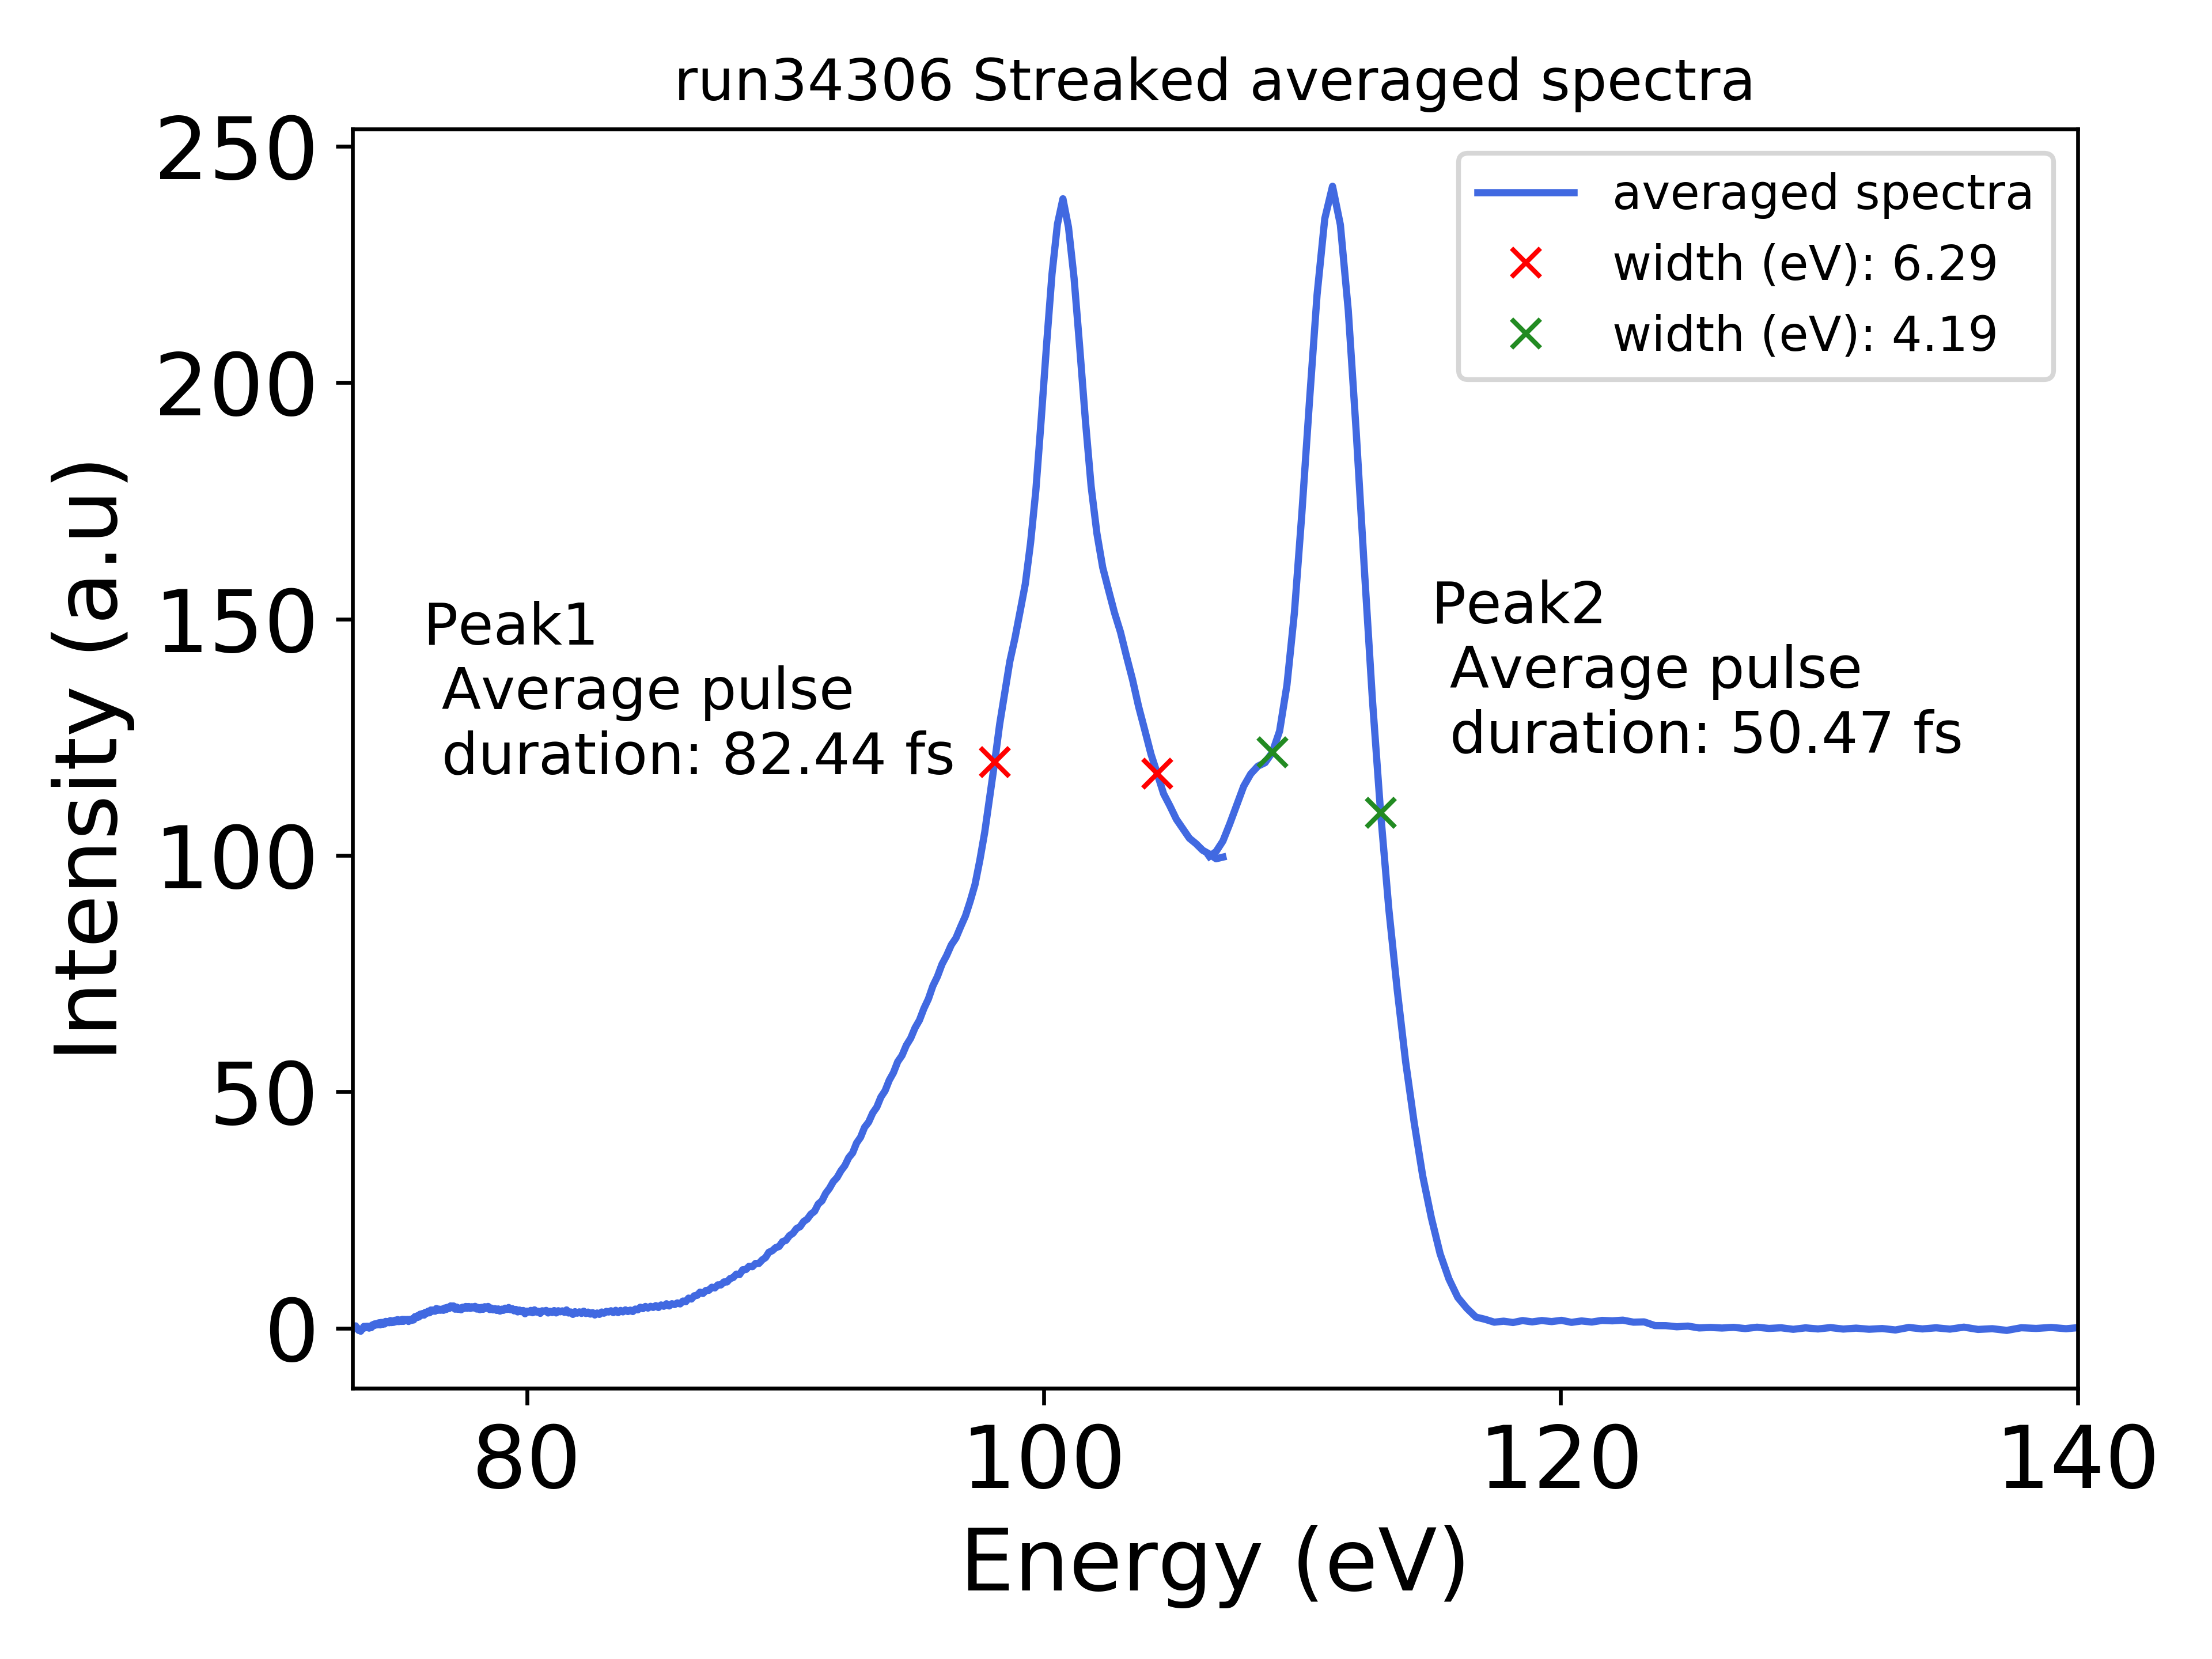 run34306 Streaked averaged spectra
250
200
150
100
50
0
Intensity (a.u)
averaged spectra
width (eV): 6.29
width (eV): 4.19
Peak1
Average pulse
duration: 82.44 fs
Peak2
Average pulse
duration: 50.47 fs
80
100
120
140
Energy (eV)